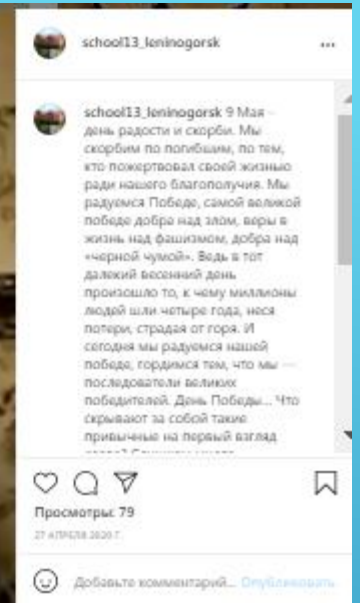 school13_leninogorsk
school13_leninogorsk 9 Мая –
день радости и скорби. Мы
скорбим по погибшим, по тем,
кто пожертвовал своей жизнью
ради нашего благополучия. Мы
радуемся Победе, самой великой
победе добра над злом, веры в
жизнь над фашизмом, добра над
«черной чумой». Ведь в тот
далекий весенний день
произошло то, к чему миллионы
людей шли четыре года, неся
потери, страдая от горя. И
сегодня мы радуемся нашей
победе, гордимся тем, что мы —
последователи великих
победителей. День Победы... Что
скрывают за собой такие
привычные на первый взгляд
Просмотры: 79
27 АПРЕЛЯ 2020 Г.
Добавьте комментарий... Опубликовать